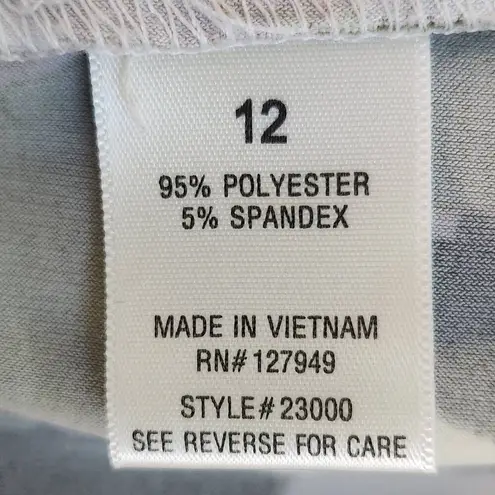 12
95% POLYESTER
5% SPANDEX
MADE IN VIETNAM
RN# 127949
STYLE# 23000
SEE REVERSE FOR CARE